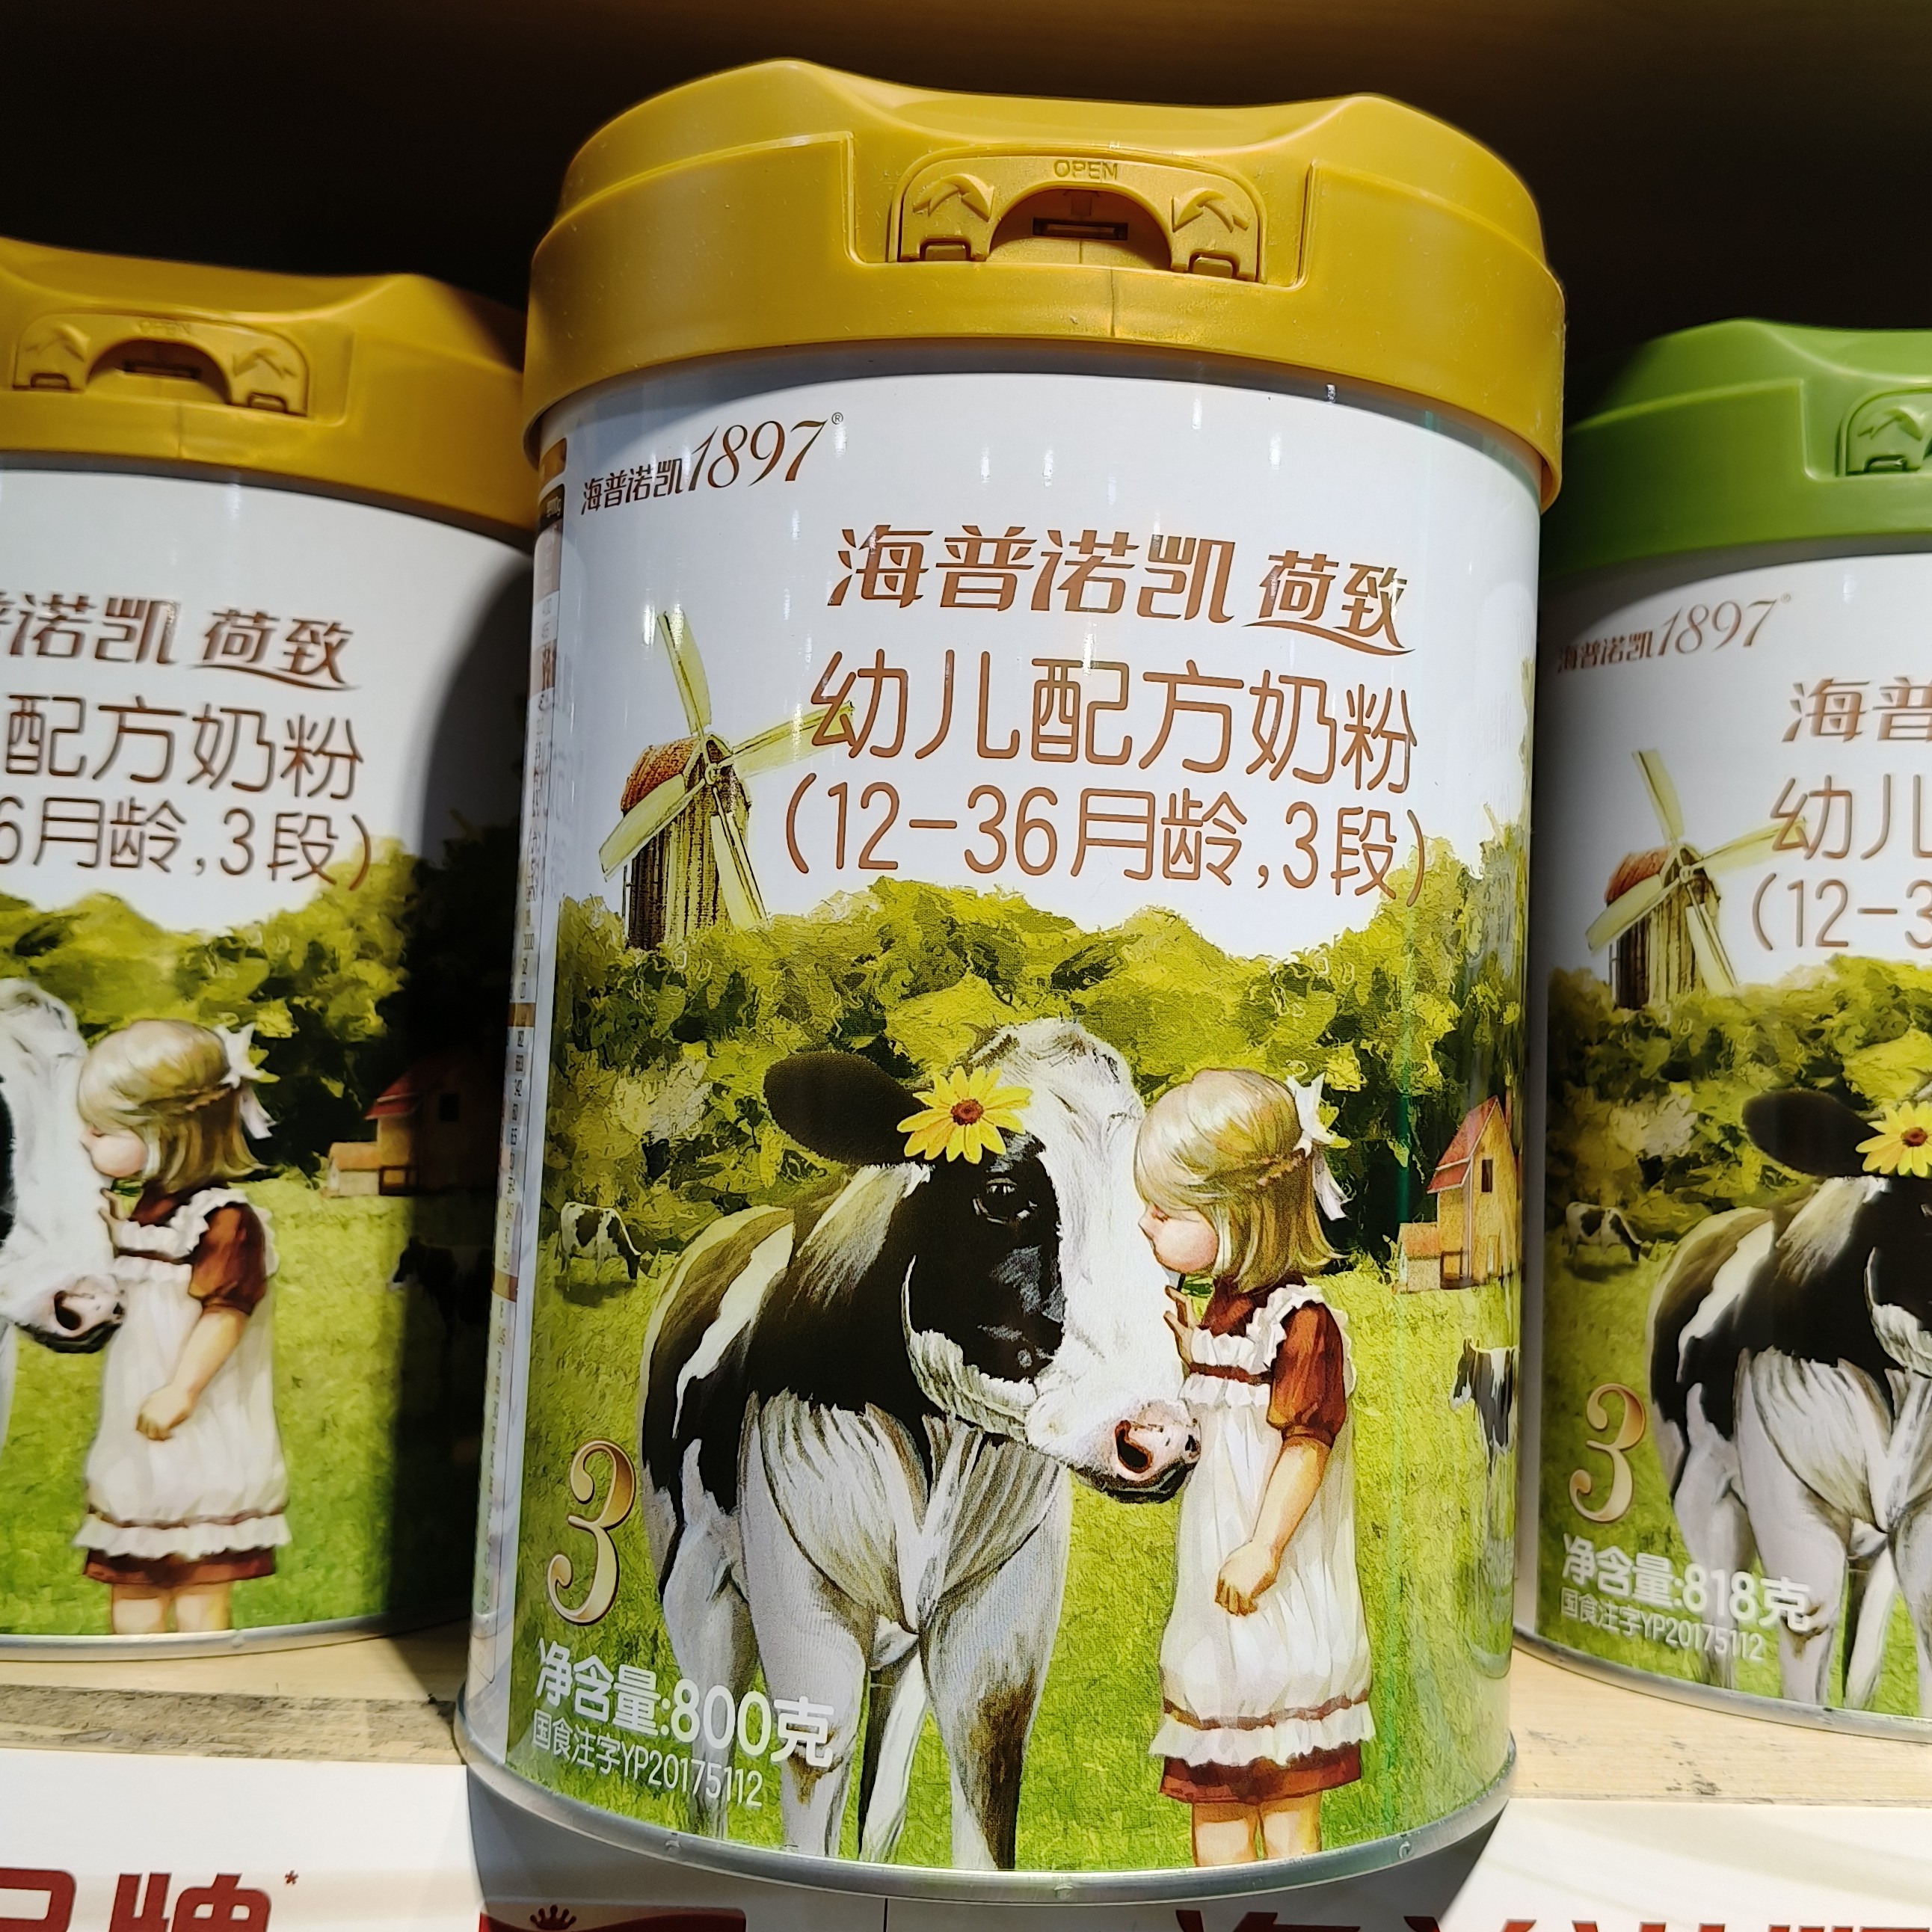 OPEN
海普诺凯1897®
海普诺凯 荷致
幼儿配方奶粉
(12-36月龄,3段)
3
净含量:800克
国食注字YP20175112
OPEN
诺凯 荷致
配方奶粉
6月龄,3段)
海普诺凯1897®
海普
幼儿
(12-3
3
净含量:818克
国食注字YP20175112
品牌*